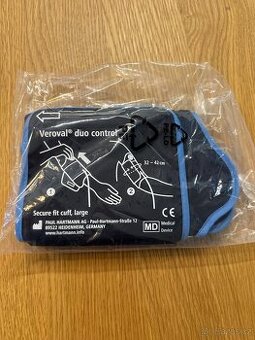 Veroval® duo control
32 - 42 cm
1
2
Secure fit cuff, large
PAUL HARTMANN AG - Paul-Hartmann-Straße 12
89522 HEIDENHEIM, GERMANY
www.hartmann.info
CE
MD Medical
Device